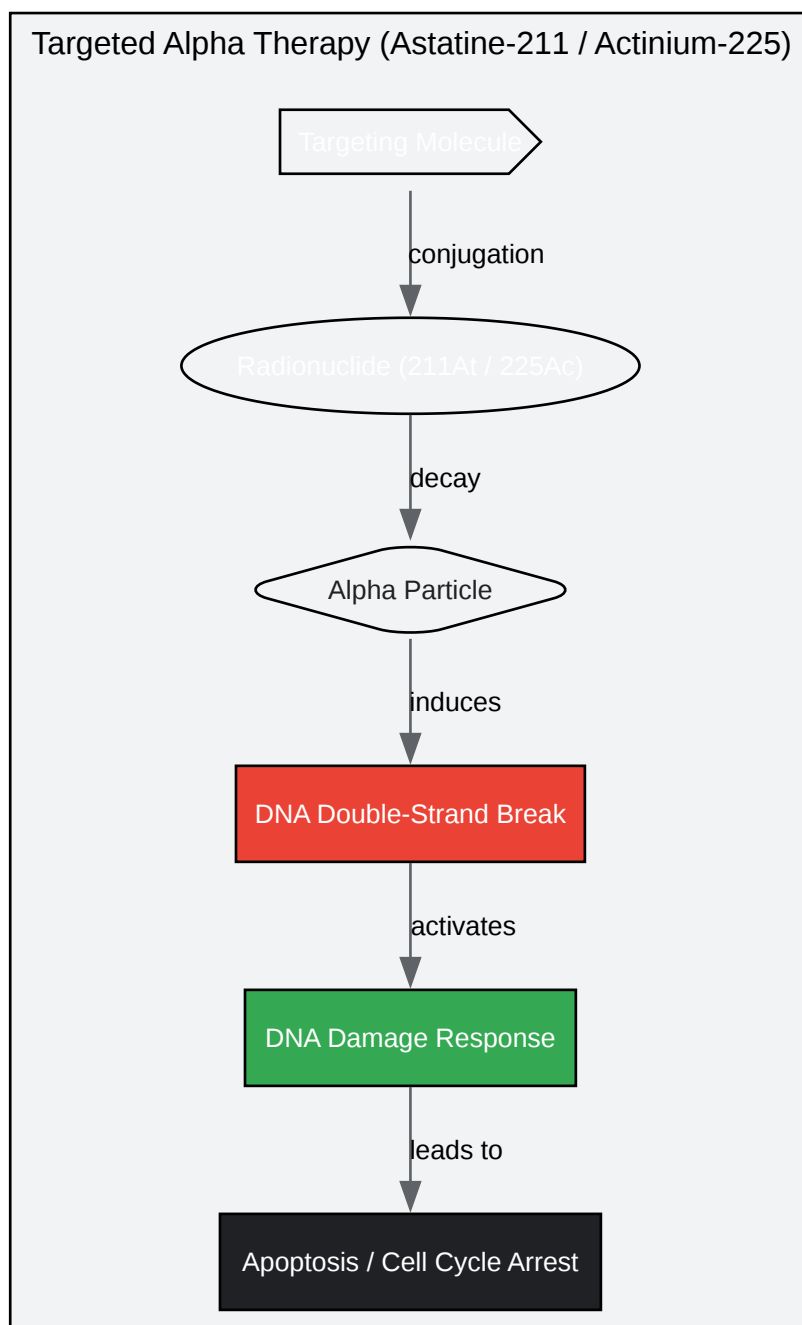 Targeted Alpha Therapy (Astatine-211 / Actinium-225)
Targeting Molecule
conjugation
Radionuclide (211At / 225Ac)
decay
Alpha Particle
induces
DNA Double-Strand Break
activates
DNA Damage Response
leads to
Apoptosis / Cell Cycle Arrest